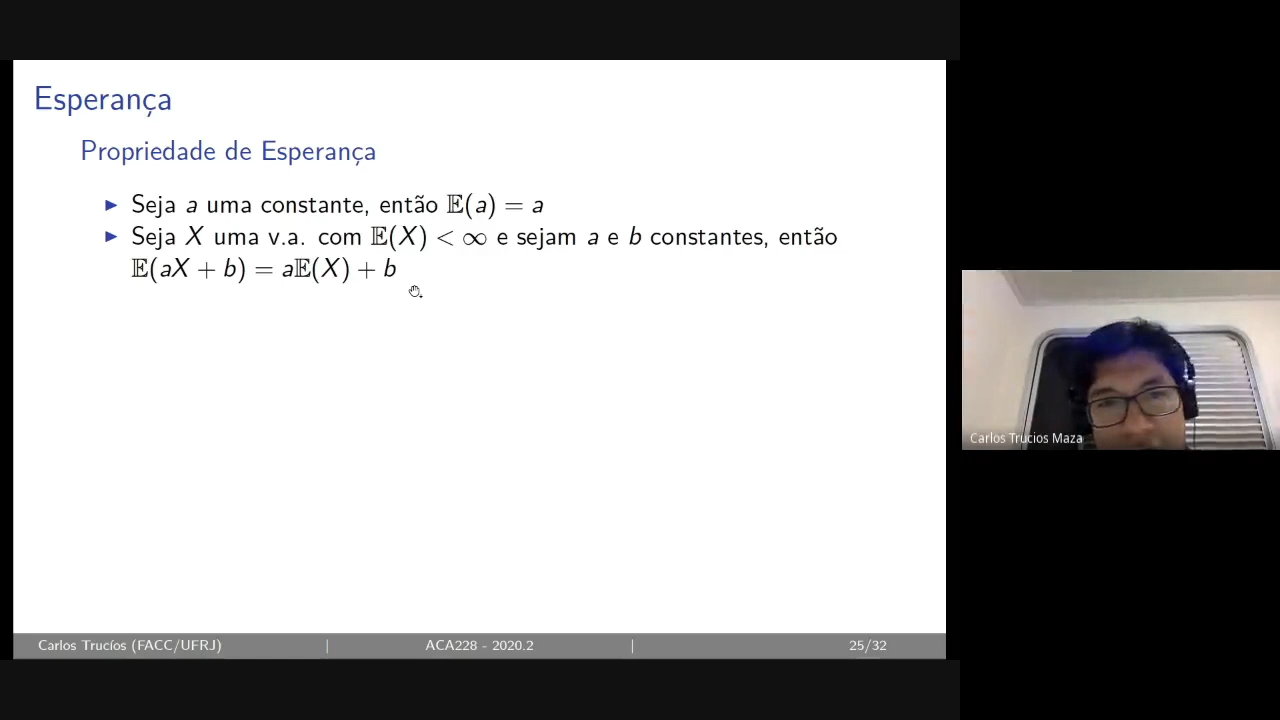 Esperança
Propriedade de Esperança
▶ Seja a uma constante, então 𝔼(a) = a
▶ Seja X uma v.a. com 𝔼(X) < ∞ e sejam a e b constantes, então
𝔼(aX + b) = a𝔼(X) + b
Carlos Trucios Maza
Carlos Trucíos (FACC/UFRJ) | ACA228 - 2020.2 | 25/32